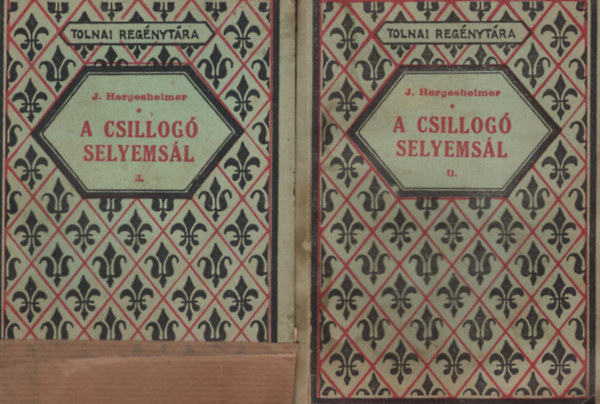 TOLNAI REGÉNYTÁRA
J. Hergesheimer
A CSILLOGÓ
SELYEMSÁL
TOLNAI REGÉNYTÁRA
J. Hergesheimer
A CSILLOGÓ
SELYEMSÁL
II.